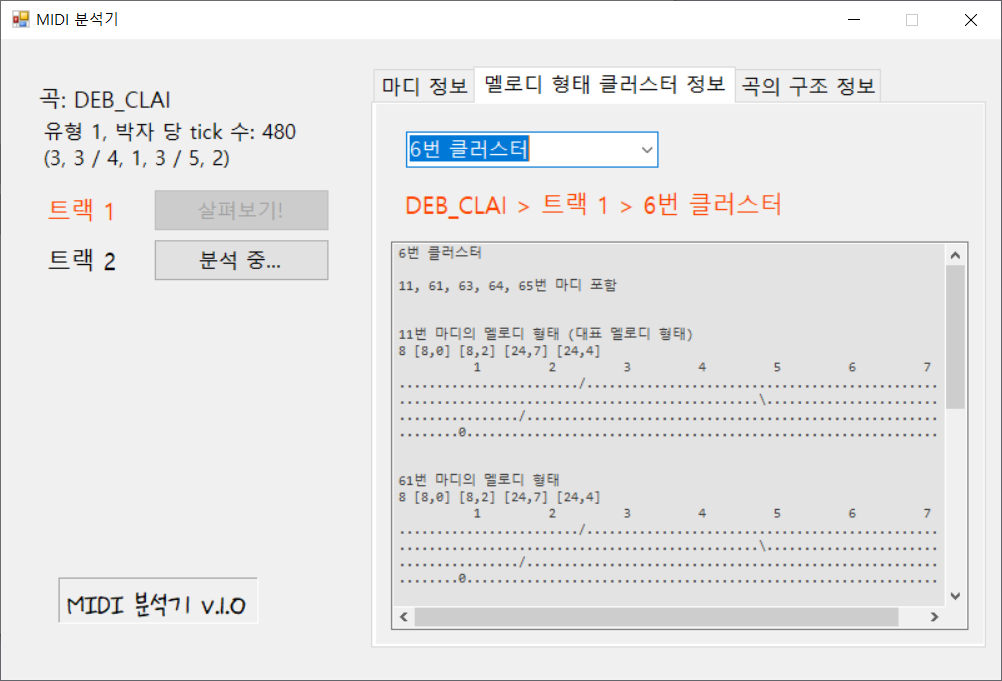 MIDI 분석기
곡: DEB_CLAI
유형 1, 박자 당 tick 수: 480
(3, 3 / 4, 1, 3 / 5, 2)
트랙 1
살펴보기!
트랙 2
분석 중...
MIDI 분석기 v.1.0
마디 정보
멜로디 형태 클러스터 정보
곡의 구조 정보
6번 클러스터
DEB_CLAI > 트랙 1 > 6번 클러스터
6번 클러스터
11, 61, 63, 64, 65번 마디 포함
11번 마디의 멜로디 형태 (대표 멜로디 형태)
8 [8,0] [8,2] [24,7] [24,4]
1 2 3 4 5 6 7
......................../...............................................
................................................\.......................
................/.......................................................
........0...............................................................
61번 마디의 멜로디 형태
8 [8,0] [8,2] [24,7] [24,4]
1 2 3 4 5 6 7
......................../...............................................
................................................\.......................
................/.......................................................
........0...............................................................